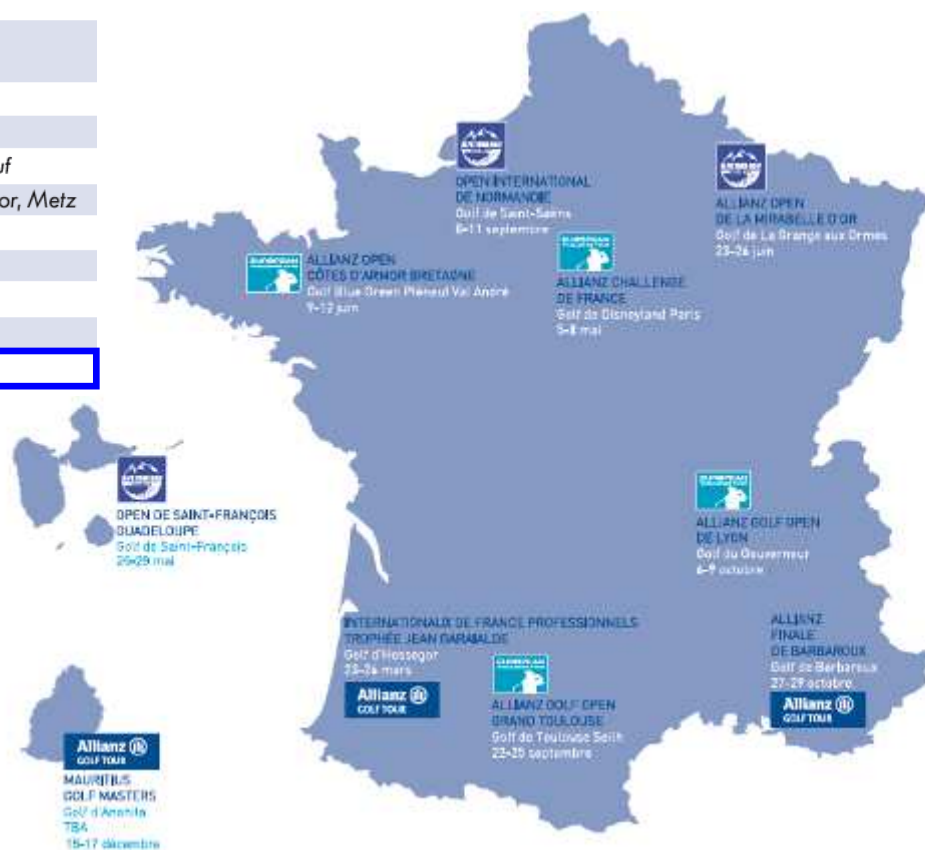 uf
or, Metz
OPEN INTERNATIONAL
DE NORMANDIE
Golf de Saint-Saëns
8-11 septembre
ALLIANZ OPEN
DE LA MIRABELLE D'OR
Golf de La Grange aux Ormes
23-26 juin
ALLIANZ OPEN
CÔTES D'ARMOR BRETAGNE
Golf Blue Green Pléneuf Val André
9-12 juin
ALLIANZ CHALLENGE
DE FRANCE
Golf de Disneyland Paris
5-8 mai
OPEN DE SAINT-FRANÇOIS
GUADELOUPE
Golf de Saint-François
26-29 mai
ALLIANZ GOLF OPEN
DE LYON
Golf du Gouverneur
6-9 octobre
INTERNATIONAUX DE FRANCE PROFESSIONNELS
TROPHÉE JEAN GARAIALDE
Golf d'Hossegor
23-26 mars
Allianz
GOLF TOUR
ALLIANZ GOLF OPEN
GRAND TOULOUSE
Golf de Toulouse Seilh
22-25 septembre
ALLIANZ
FINALE
DE BARBAROUX
Golf de Barbaroux
27-29 octobre
Allianz
GOLF TOUR
Allianz
GOLF TOUR
MAURITIUS
GOLF MASTERS
Golf d'Anahita
TBA
15-17 décembre